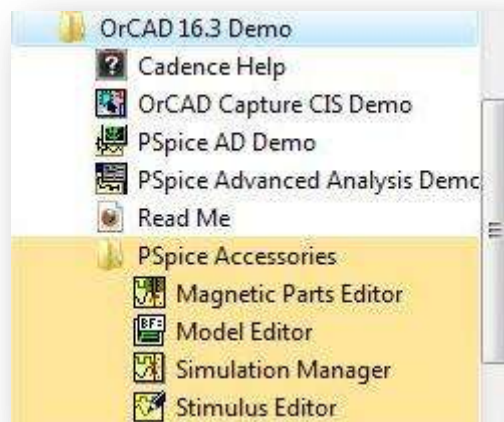 OrCAD 16.3 Demo
Cadence Help
OrCAD Capture CIS Demo
PSpice AD Demo
PSpice Advanced Analysis Demo
Read Me
PSpice Accessories
Magnetic Parts Editor
Model Editor
Simulation Manager
Stimulus Editor